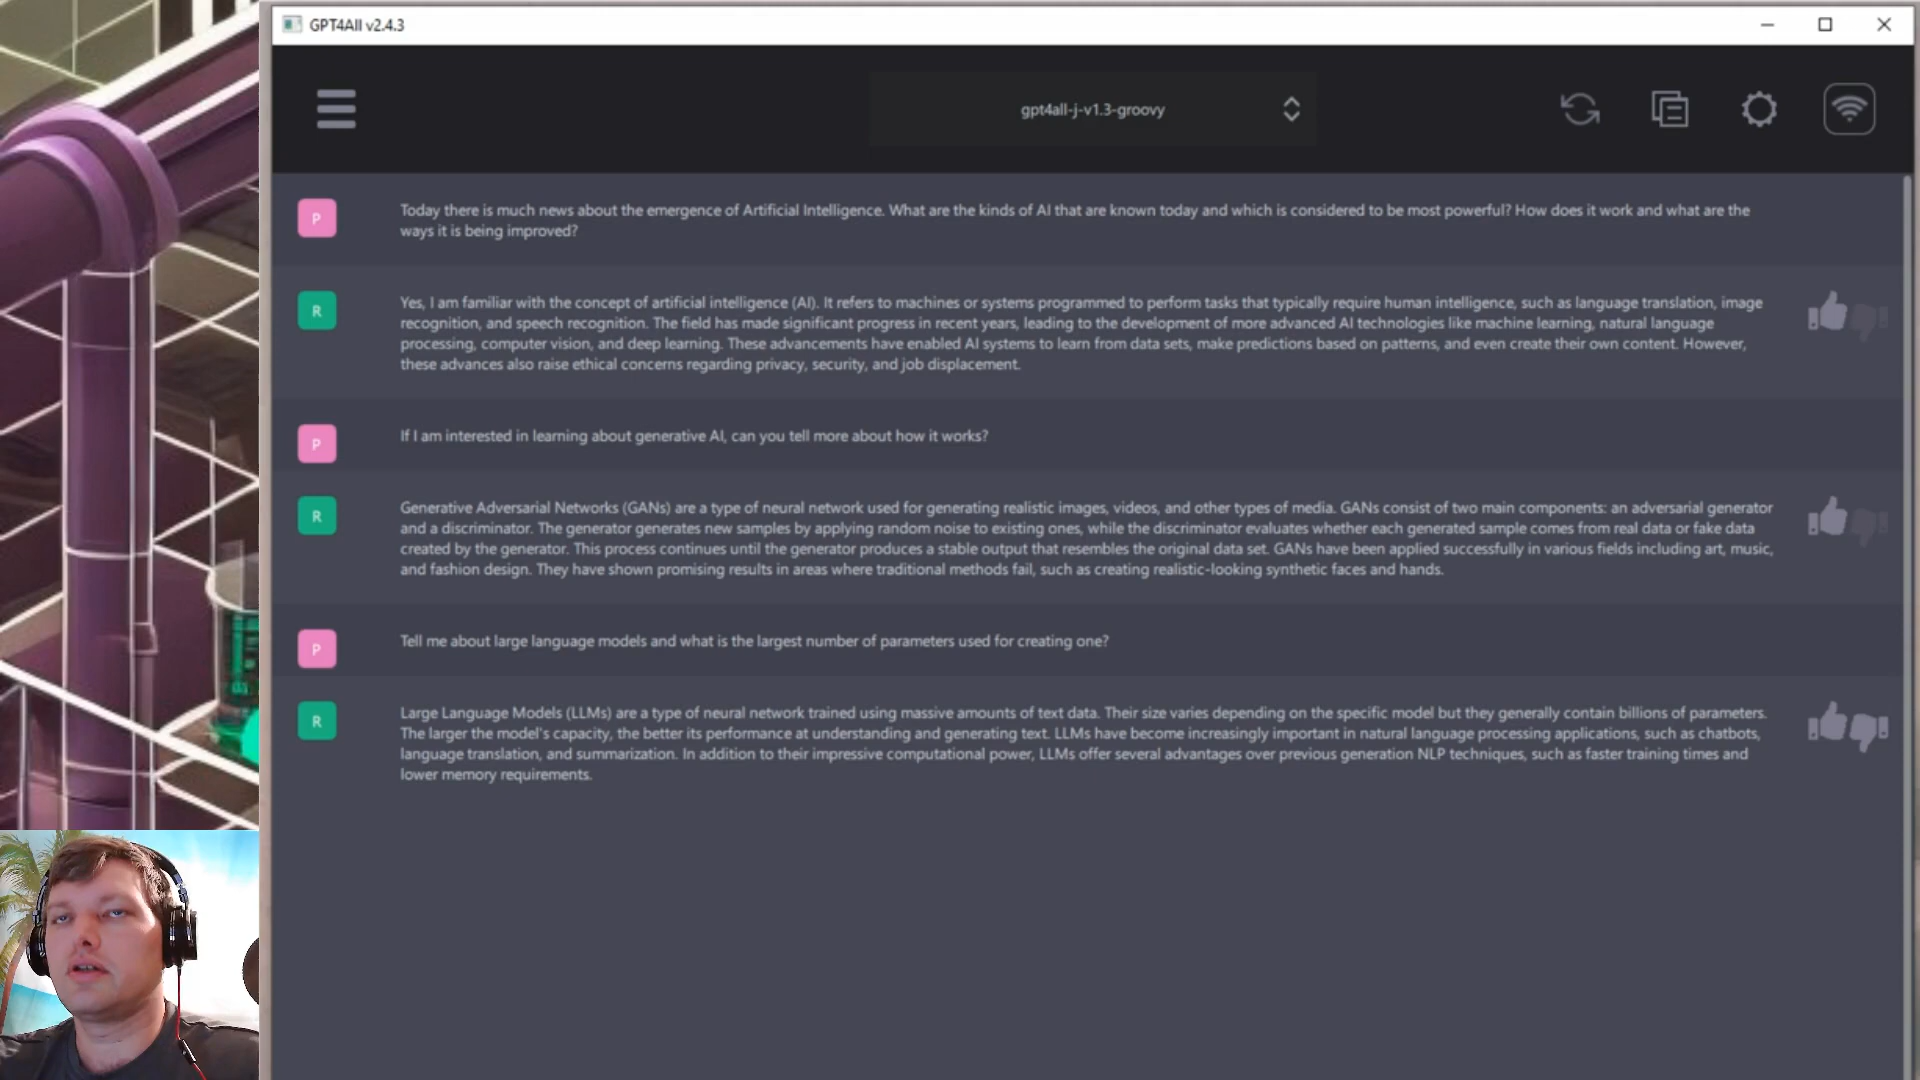 GPT4All v2.4.3
gpt4all-j-v1.3-groovy
P
Today there is much news about the emergence of Artificial Intelligence. What are the kinds of AI that are known today and which is considered to be most powerful? How does it work and what are the
ways it is being improved?
R
Yes, I am familiar with the concept of artificial intelligence (AI). It refers to machines or systems programmed to perform tasks that typically require human intelligence, such as language translation, image
recognition, and speech recognition. The field has made significant progress in recent years, leading to the development of more advanced AI technologies like machine learning, natural language
processing, computer vision, and deep learning. These advancements have enabled AI systems to learn from data sets, make predictions based on patterns, and even create their own content. However,
these advances also raise ethical concerns regarding privacy, security, and job displacement.
P
If I am interested in learning about generative AI, can you tell more about how it works?
R
Generative Adversarial Networks (GANs) are a type of neural network used for generating realistic images, videos, and other types of media. GANs consist of two main components: an adversarial generator
and a discriminator. The generator generates new samples by applying random noise to existing ones, while the discriminator evaluates whether each generated sample comes from real data or fake data
created by the generator. This process continues until the generator produces a stable output that resembles the original data set. GANs have been applied successfully in various fields including art, music,
and fashion design. They have shown promising results in areas where traditional methods fail, such as creating realistic-looking synthetic faces and hands.
P
Tell me about large language models and what is the largest number of parameters used for creating one?
R
Large Language Models (LLMs) are a type of neural network trained using massive amounts of text data. Their size varies depending on the specific model but they generally contain billions of parameters.
The larger the model's capacity, the better its performance at understanding and generating text. LLMs have become increasingly important in natural language processing applications, such as chatbots,
language translation, and summarization. In addition to their impressive computational power, LLMs offer several advantages over previous generation NLP techniques, such as faster training times and
lower memory requirements.